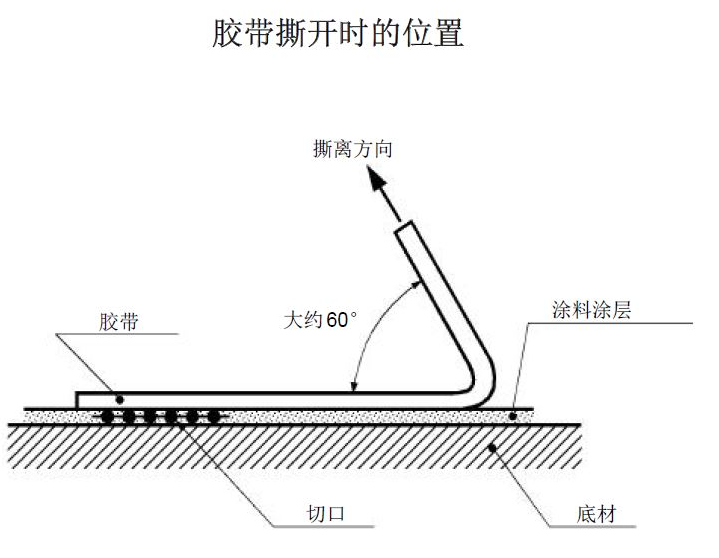 胶带撕开时的位置
撕离方向
涂料涂层
胶带
大约60°
切口
底材